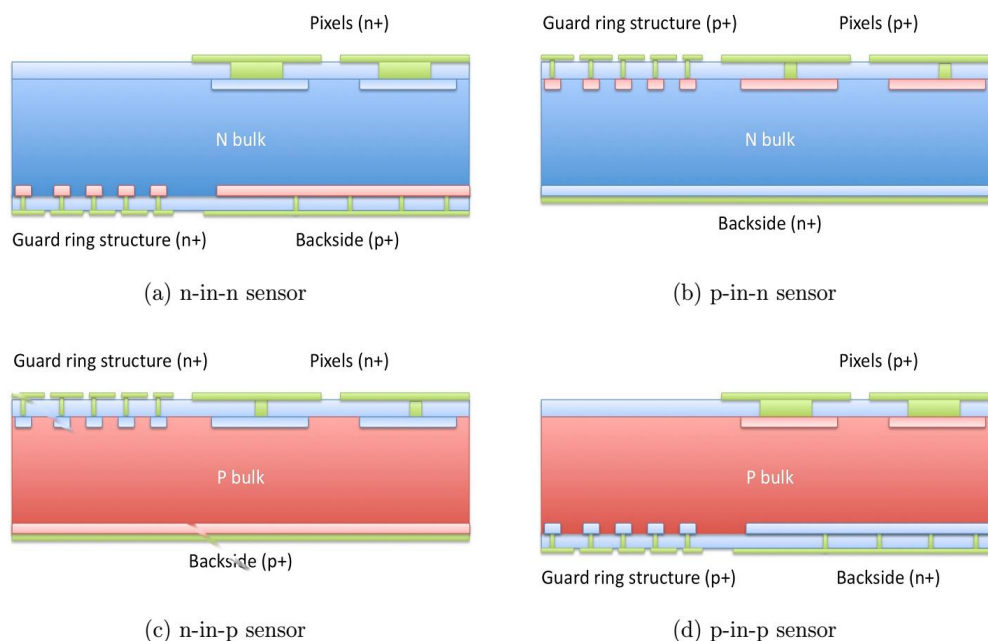 Pixels (n+)
N bulk
Guard ring structure (n+)
Backside (p+)
(a) n-in-n sensor
Guard ring structure (p+)
Pixels (p+)
N bulk
Backside (n+)
(b) p-in-n sensor
Guard ring structure (n+)
Pixels (n+)
P bulk
Backside (p+)
(c) n-in-p sensor
Pixels (p+)
P bulk
Guard ring structure (p+)
Backside (n+)
(d) p-in-p sensor